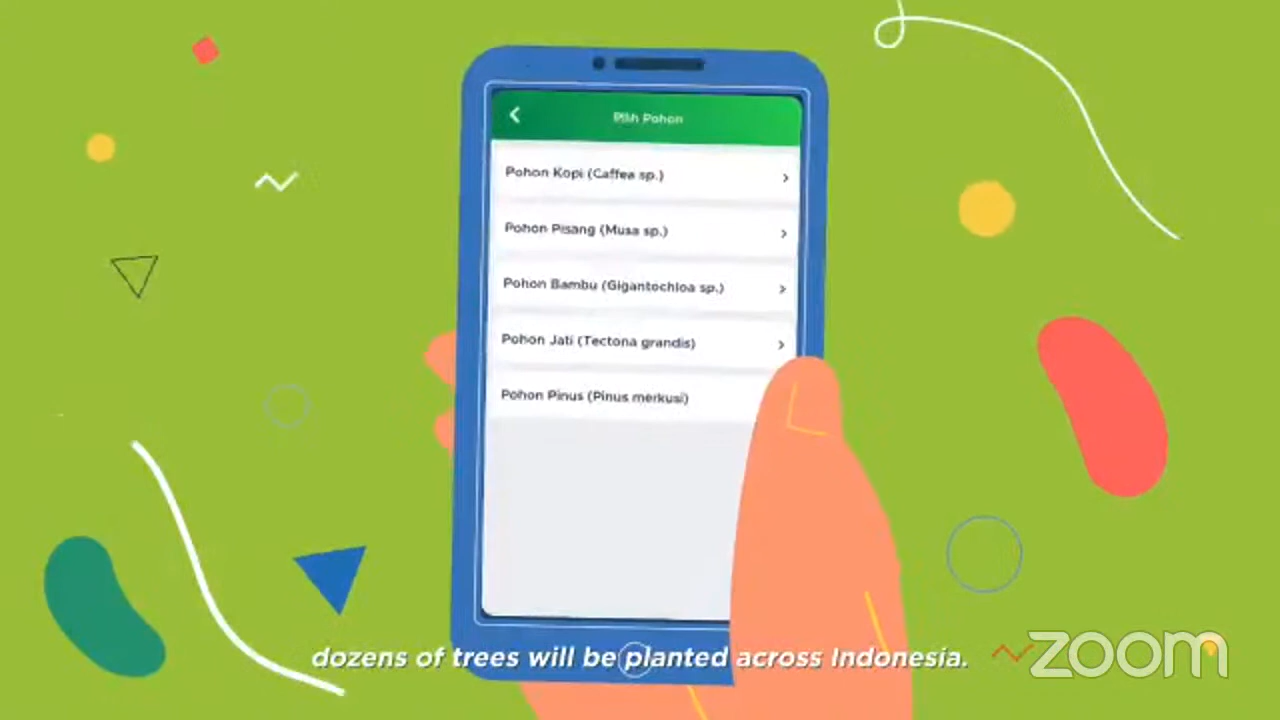 Pilih Pohon
Pohon Kopi (Caffea sp.)
Pohon Pisang (Musa sp.)
Pohon Bambu (Gigantochloa sp.)
Pohon Jati (Tectona grandis)
Pohon Pinus (Pinus merkusi)
dozens of trees will be planted across Indonesia.
zoom